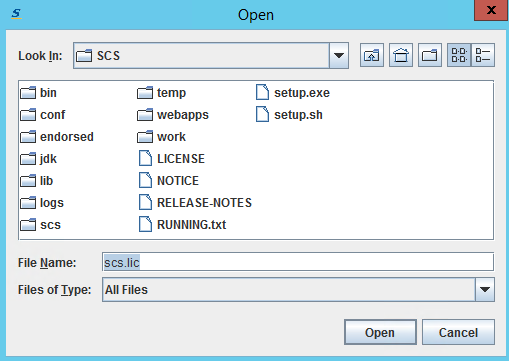 S Open X
Look In: SCS
bin temp setup.exe
conf webapps setup.sh
endorsed work
jdk LICENSE
lib NOTICE
logs RELEASE-NOTES
scs RUNNING.txt
File Name: scs.lic
Files of Type: All Files
Open Cancel